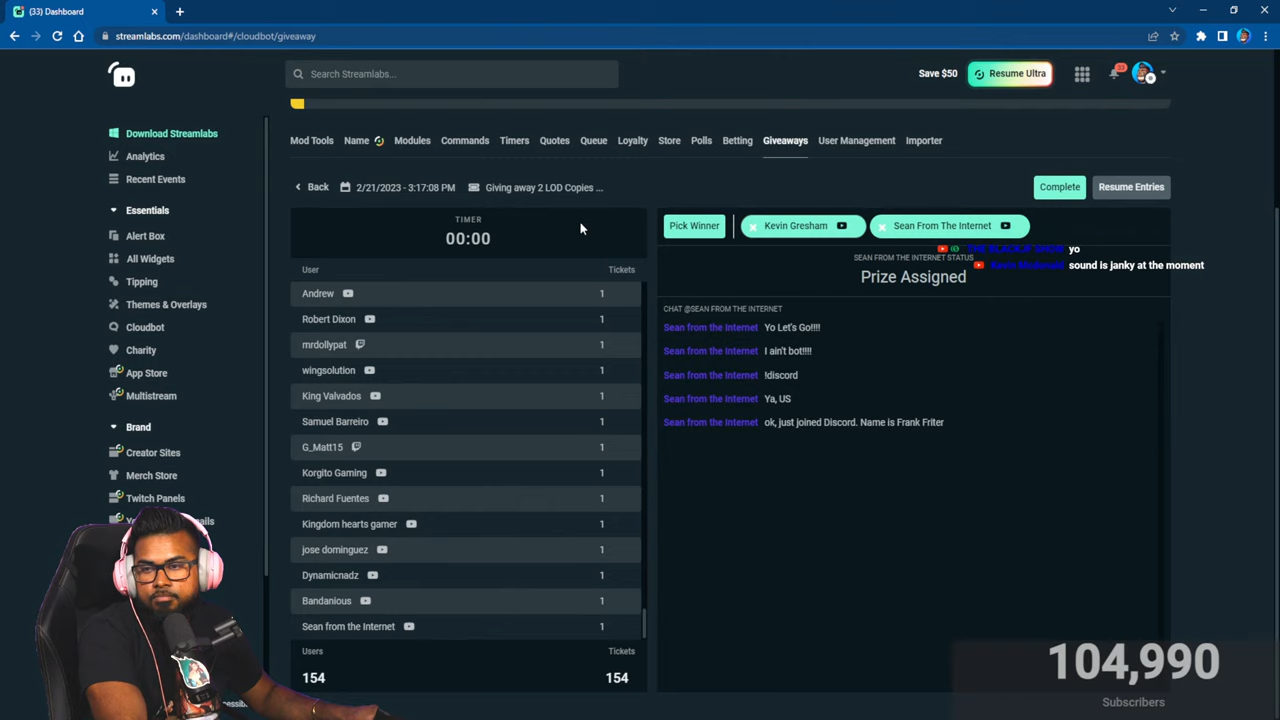 (33) Dashboard
streamlabs.com/dashboard#/cloudbot/giveaway
Search Streamlabs...
Save $50
Resume Ultra
Mod Tools
Name
Modules
Commands
Timers
Quotes
Queue
Loyalty
Store
Polls
Betting
Giveaways
User Management
Importer
Download Streamlabs
Analytics
Recent Events
Essentials
Alert Box
All Widgets
Tipping
Themes & Overlays
Cloudbot
Charity
App Store
Multistream
Brand
Creator Sites
Merch Store
Twitch Panels
Back
2/21/2023 - 3:17:08 PM
Giving away 2 LOD Copies ...
Complete
Resume Entries
TIMER
00:00
User Tickets
Andrew 1
Robert Dixon 1
mrdollypat 1
wingsolution 1
King Valvados 1
Samuel Barreiro 1
G_Matt15 1
Korgito Gaming 1
Richard Fuentes 1
Kingdom hearts gamer 1
jose dominguez 1
Dynamicnadz 1
Bandanious 1
Sean from the Internet 1
Users Tickets
154 154
Pick Winner
Kevin Gresham
Sean From The Internet
yo
SEAN FROM THE INTERNET STATUS
sound is janky at the moment
Prize Assigned
CHAT @SEAN FROM THE INTERNET
Sean from the Internet Yo Let's Go!!!!
Sean from the Internet I ain't bot!!!!
Sean from the Internet !discord
Sean from the Internet Ya, US
Sean from the Internet ok, just joined Discord. Name is Frank Friter
104,990
Subscribers